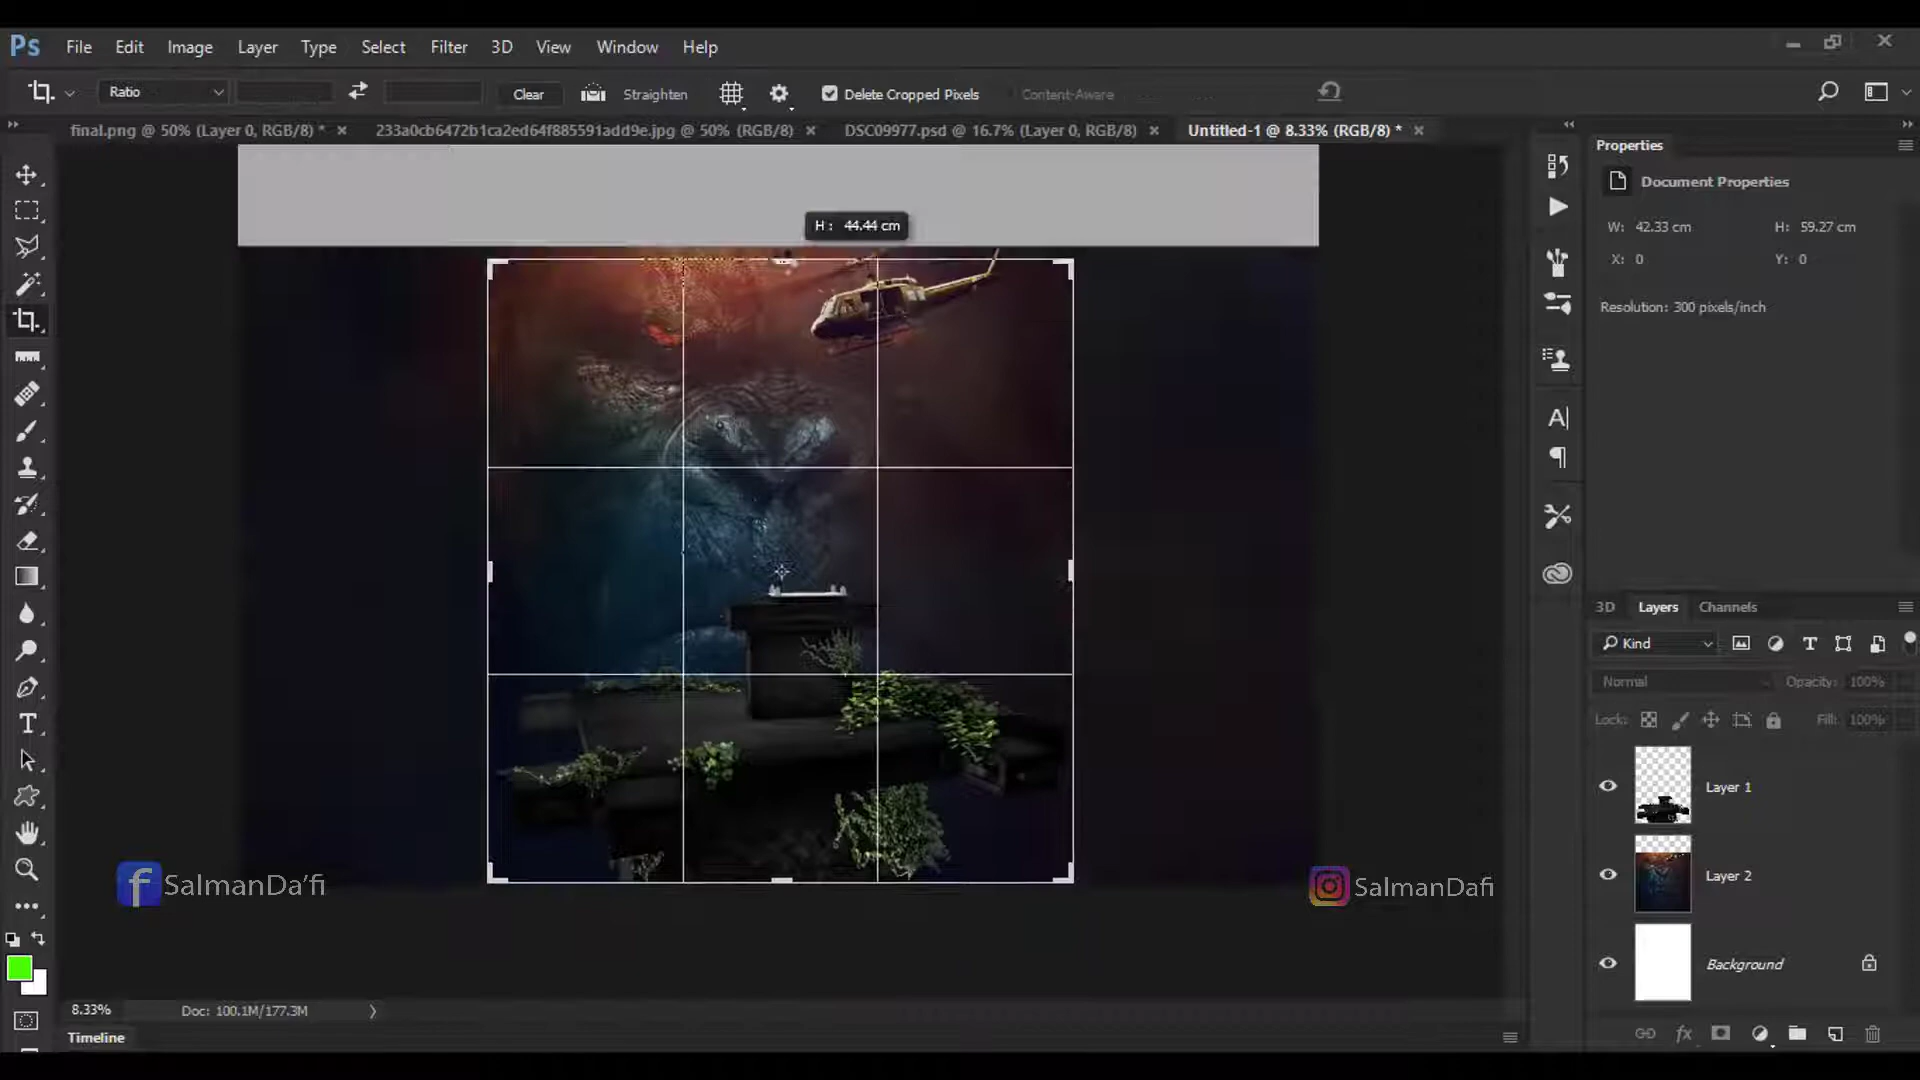 Ps File Edit Image Layer Type Select Filter 3D View Window Help
Ratio Clear Straighten Delete Cropped Pixels Content-Aware
final.png @ 50% (Layer 0, RGB/8) * 233a0cb6472b1ca2ed64f885591add9e.jpg @ 50% (RGB/8) DSC09977.psd @ 16.7% (Layer 0, RGB/8) Untitled-1 @ 8.33% (RGB/8) *
Properties
Document Properties
W: 42.33 cm H: 59.27 cm
X: 0 Y: 0
Resolution: 300 pixels/inch
H : 44.44 cm
3D Layers Channels
Kind
Normal Opacity: 100%
Lock: Fill: 100%
Layer 1
Layer 2
Background
f SalmanDa'fi
SalmanDafi
8.33% Doc: 100.1M/177.3M
Timeline